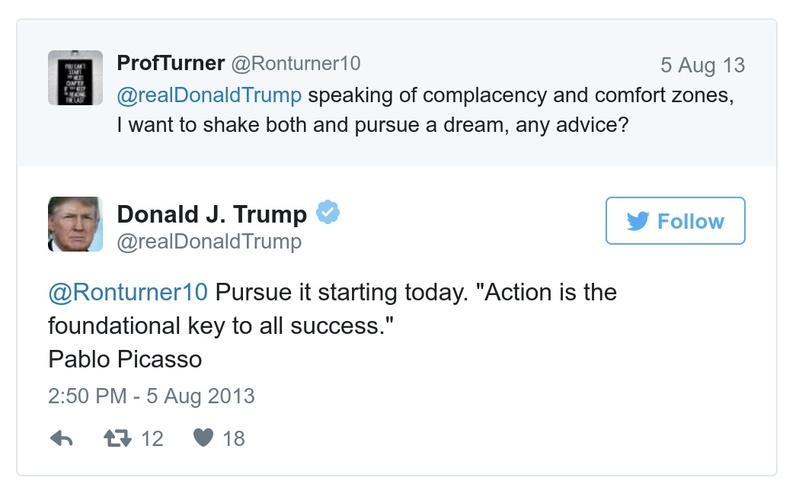 ProfTurner @Ronturner10 5 Aug 13
@realDonaldTrump speaking of complacency and comfort zones,
I want to shake both and pursue a dream, any advice?
Donald J. Trump
@realDonaldTrump
Follow
@Ronturner10 Pursue it starting today. "Action is the
foundational key to all success."
Pablo Picasso
2:50 PM - 5 Aug 2013
12 18